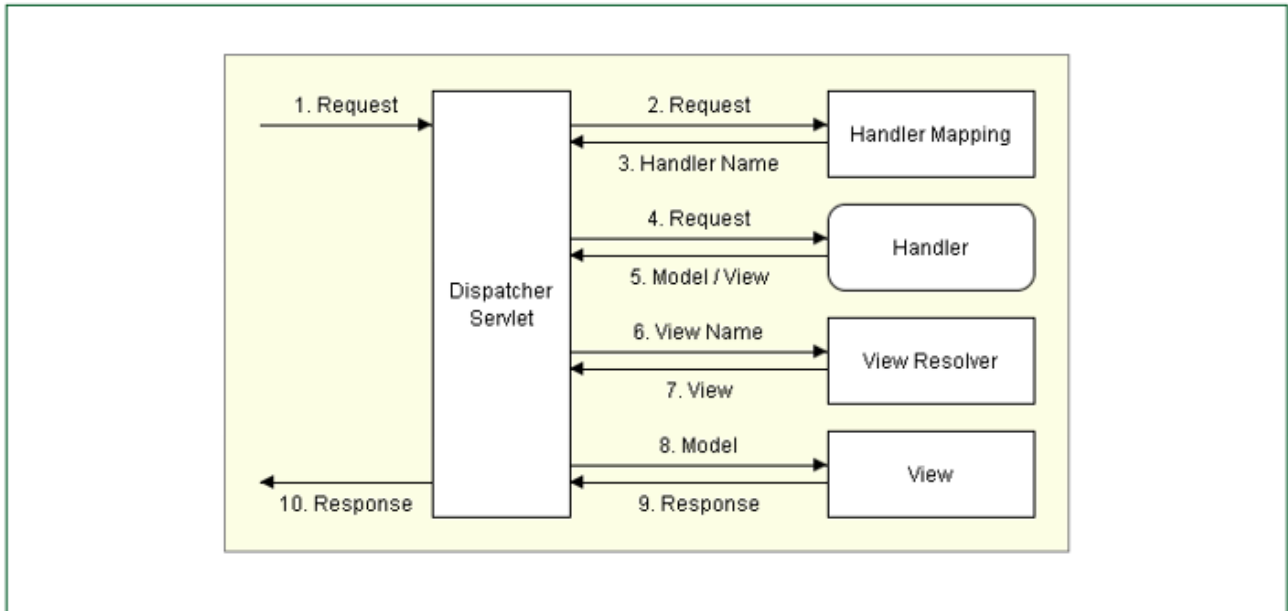 1. Request
2. Request
Handler Mapping
3. Handler Name
4. Request
Handler
5. Model / View
Dispatcher
Servlet
6. View Name
View Resolver
7. View
8. Model
View
10. Response
9. Response